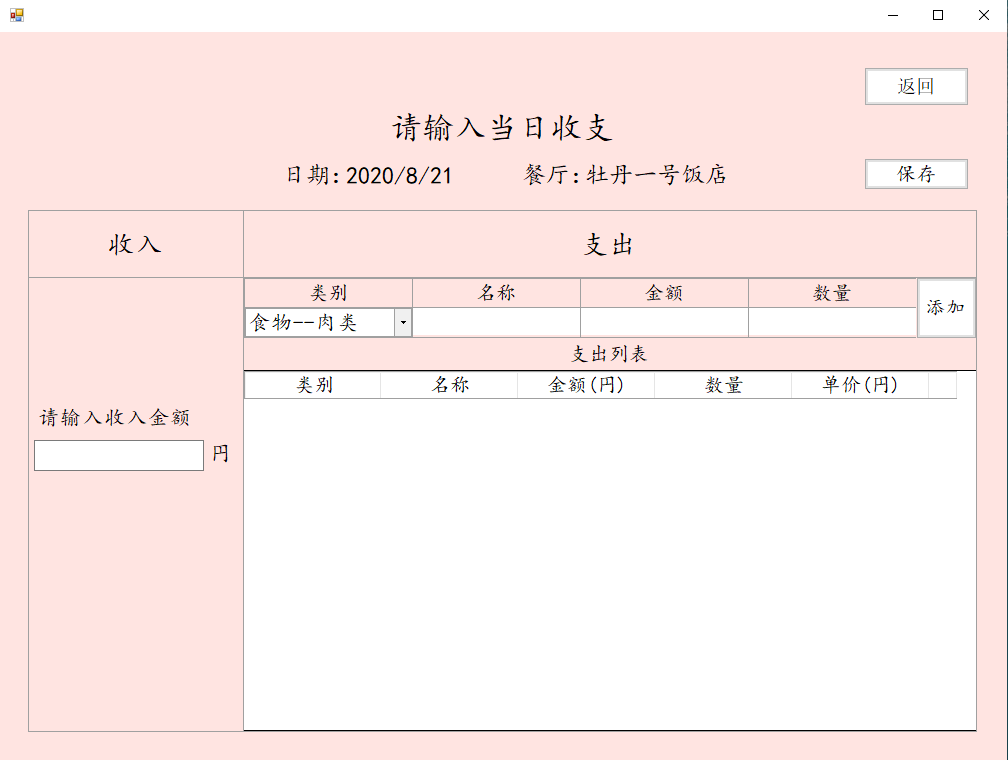 返回
请输入当日收支
日期:2020/8/21 餐厅:牡丹一号饭店
保存
收入 支出
类别 名称 金额 数量
添加
食物--肉类
支出列表
类别 名称 金额(円) 数量 单价(円)
请输入收入金额
円